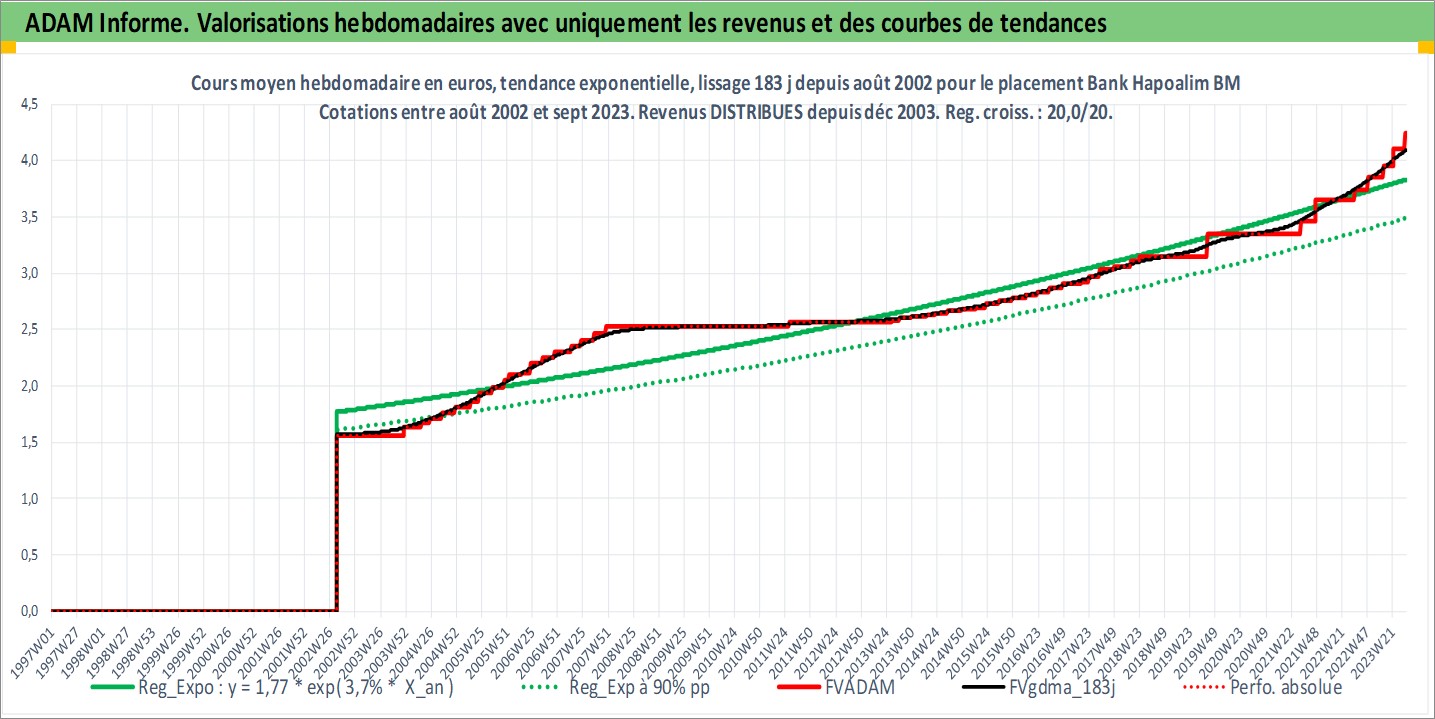 ADAM Informe. Valorisations hebdomadaires avec uniquement les revenus et des courbes de tendances
Cours moyen hebdomadaire en euros, tendance exponentielle, lissage 183 j depuis août 2002 pour le placement Bank Hapoalim BM
Cotations entre août 2002 et sept 2023. Revenus DISTRIBUES depuis déc 2003. Reg. croiss. : 20,0/20.
4,5
4,0
3,5
3,0
2,5
2,0
1,5
1,0
0,5
0,0
1997W01
1997W27
1998W01
1998W27
1998W53
1999W26
1999W52
2000W26
2000W52
2001W26
2001W52
2002W26
2002W52
2003W26
2003W52
2004W26
2004W52
2005W25
2005W51
2006W25
2006W51
2007W25
2007W51
2008W25
2008W51
2009W25
2009W51
2010W24
2010W50
2011W24
2011W50
2012W24
2012W50
2013W24
2013W50
2014W24
2014W50
2015W24
2015W50
2016W23
2016W49
2017W23
2017W49
2018W23
2018W49
2019W23
2019W49
2020W23
2020W49
2021W22
2021W48
2022W21
2022W47
2023W21
Reg_Expo : y = 1,77 * exp( 3,7% * X_an )
Reg_Exp à 90% pp
FVADAM
FVgdma_183j
Perfo. absolue